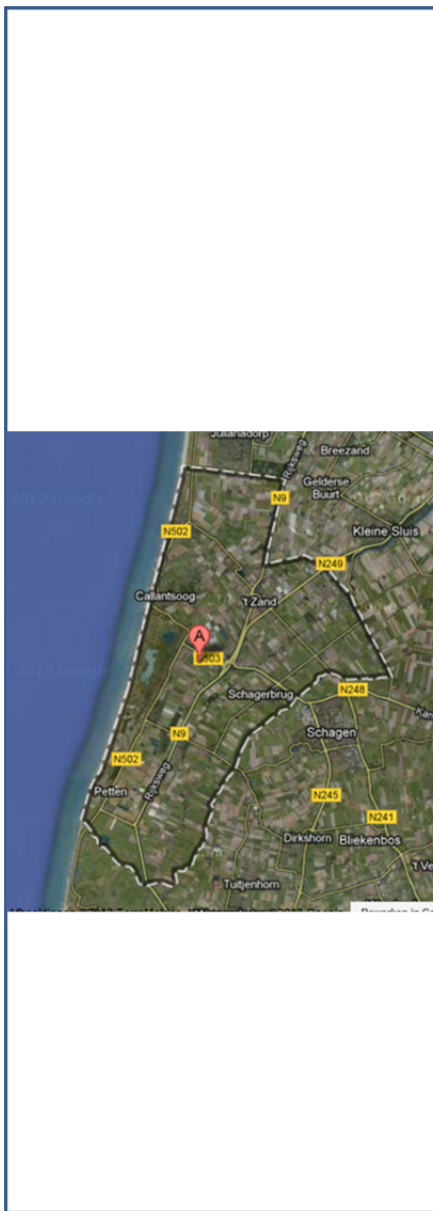 Julianadorp
Breezand
Rijksweg
Gelderse
Buurt
N9
N502
Kleine Sluis
N249
Callantsoog
't Zand
A
N503
Schagerbrug
N248
Schagen
N9
N502
Rijksweg
Petten
N245
N241
Dirkshorn
Bliekenbos
Tuitjenhorn